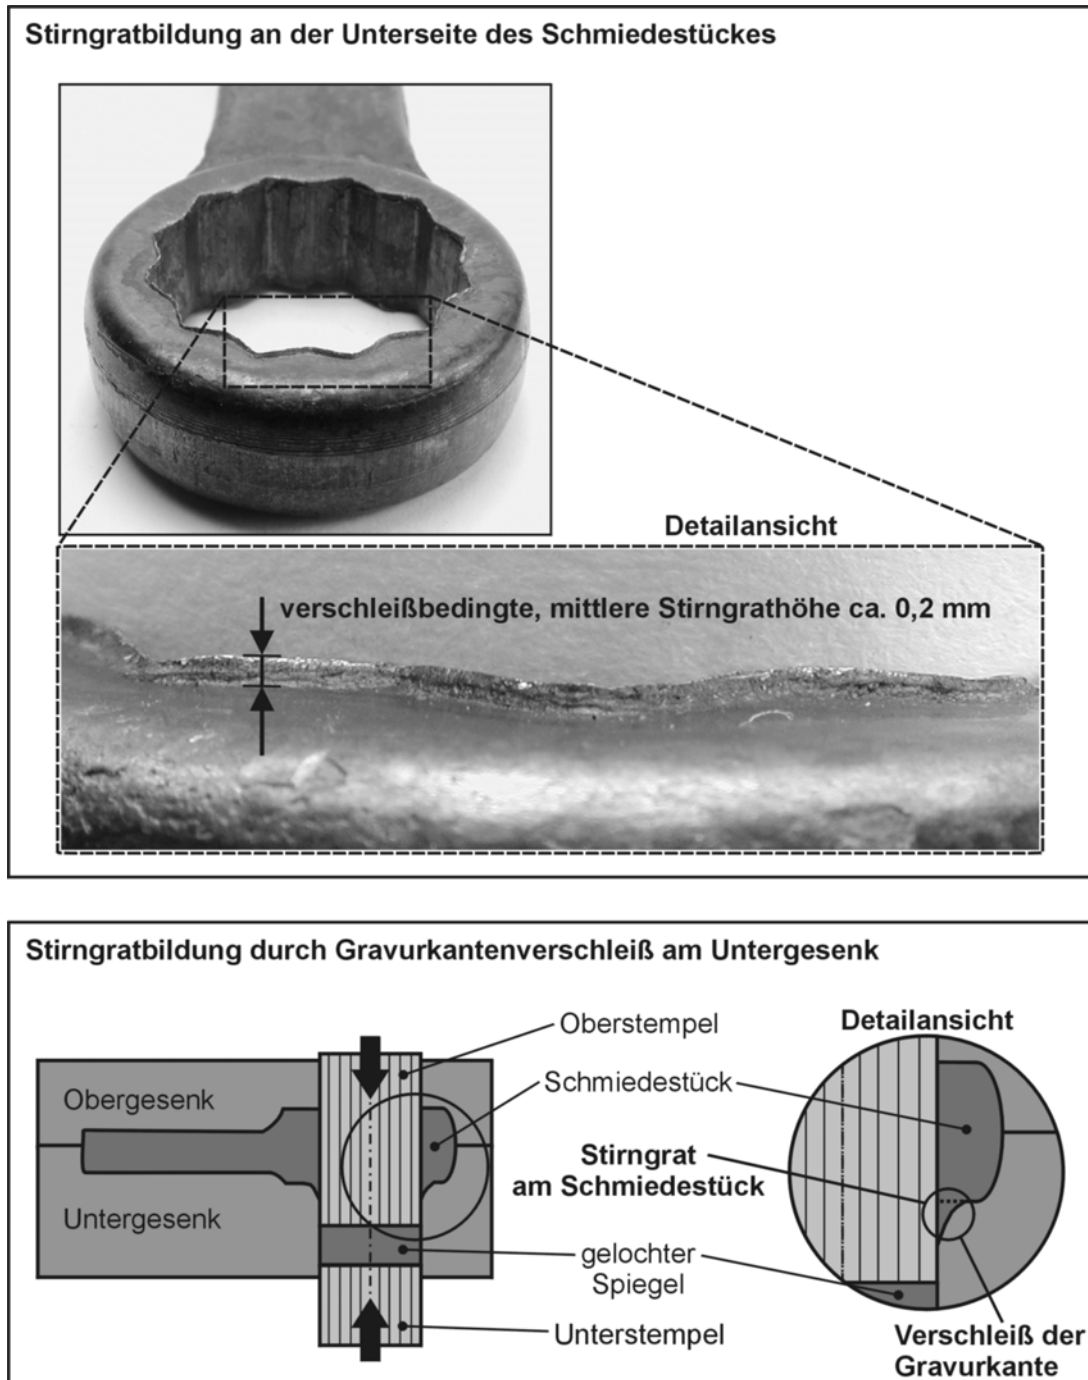 Stirngratbildung an der Unterseite des Schmiedestückes
Detailansicht
verschleißbedingte, mittlere Stirngrathöhe ca. 0,2 mm
Stirngratbildung durch Gravurkantenverschleiß am Untergesenk
Oberstempel
Detailansicht
Obergesenk
Schmiedestück
Stirngrat
am Schmiedestück
Untergesenk
gelochter
Spiegel
Unterstempel
Verschleiß der
Gravurkante